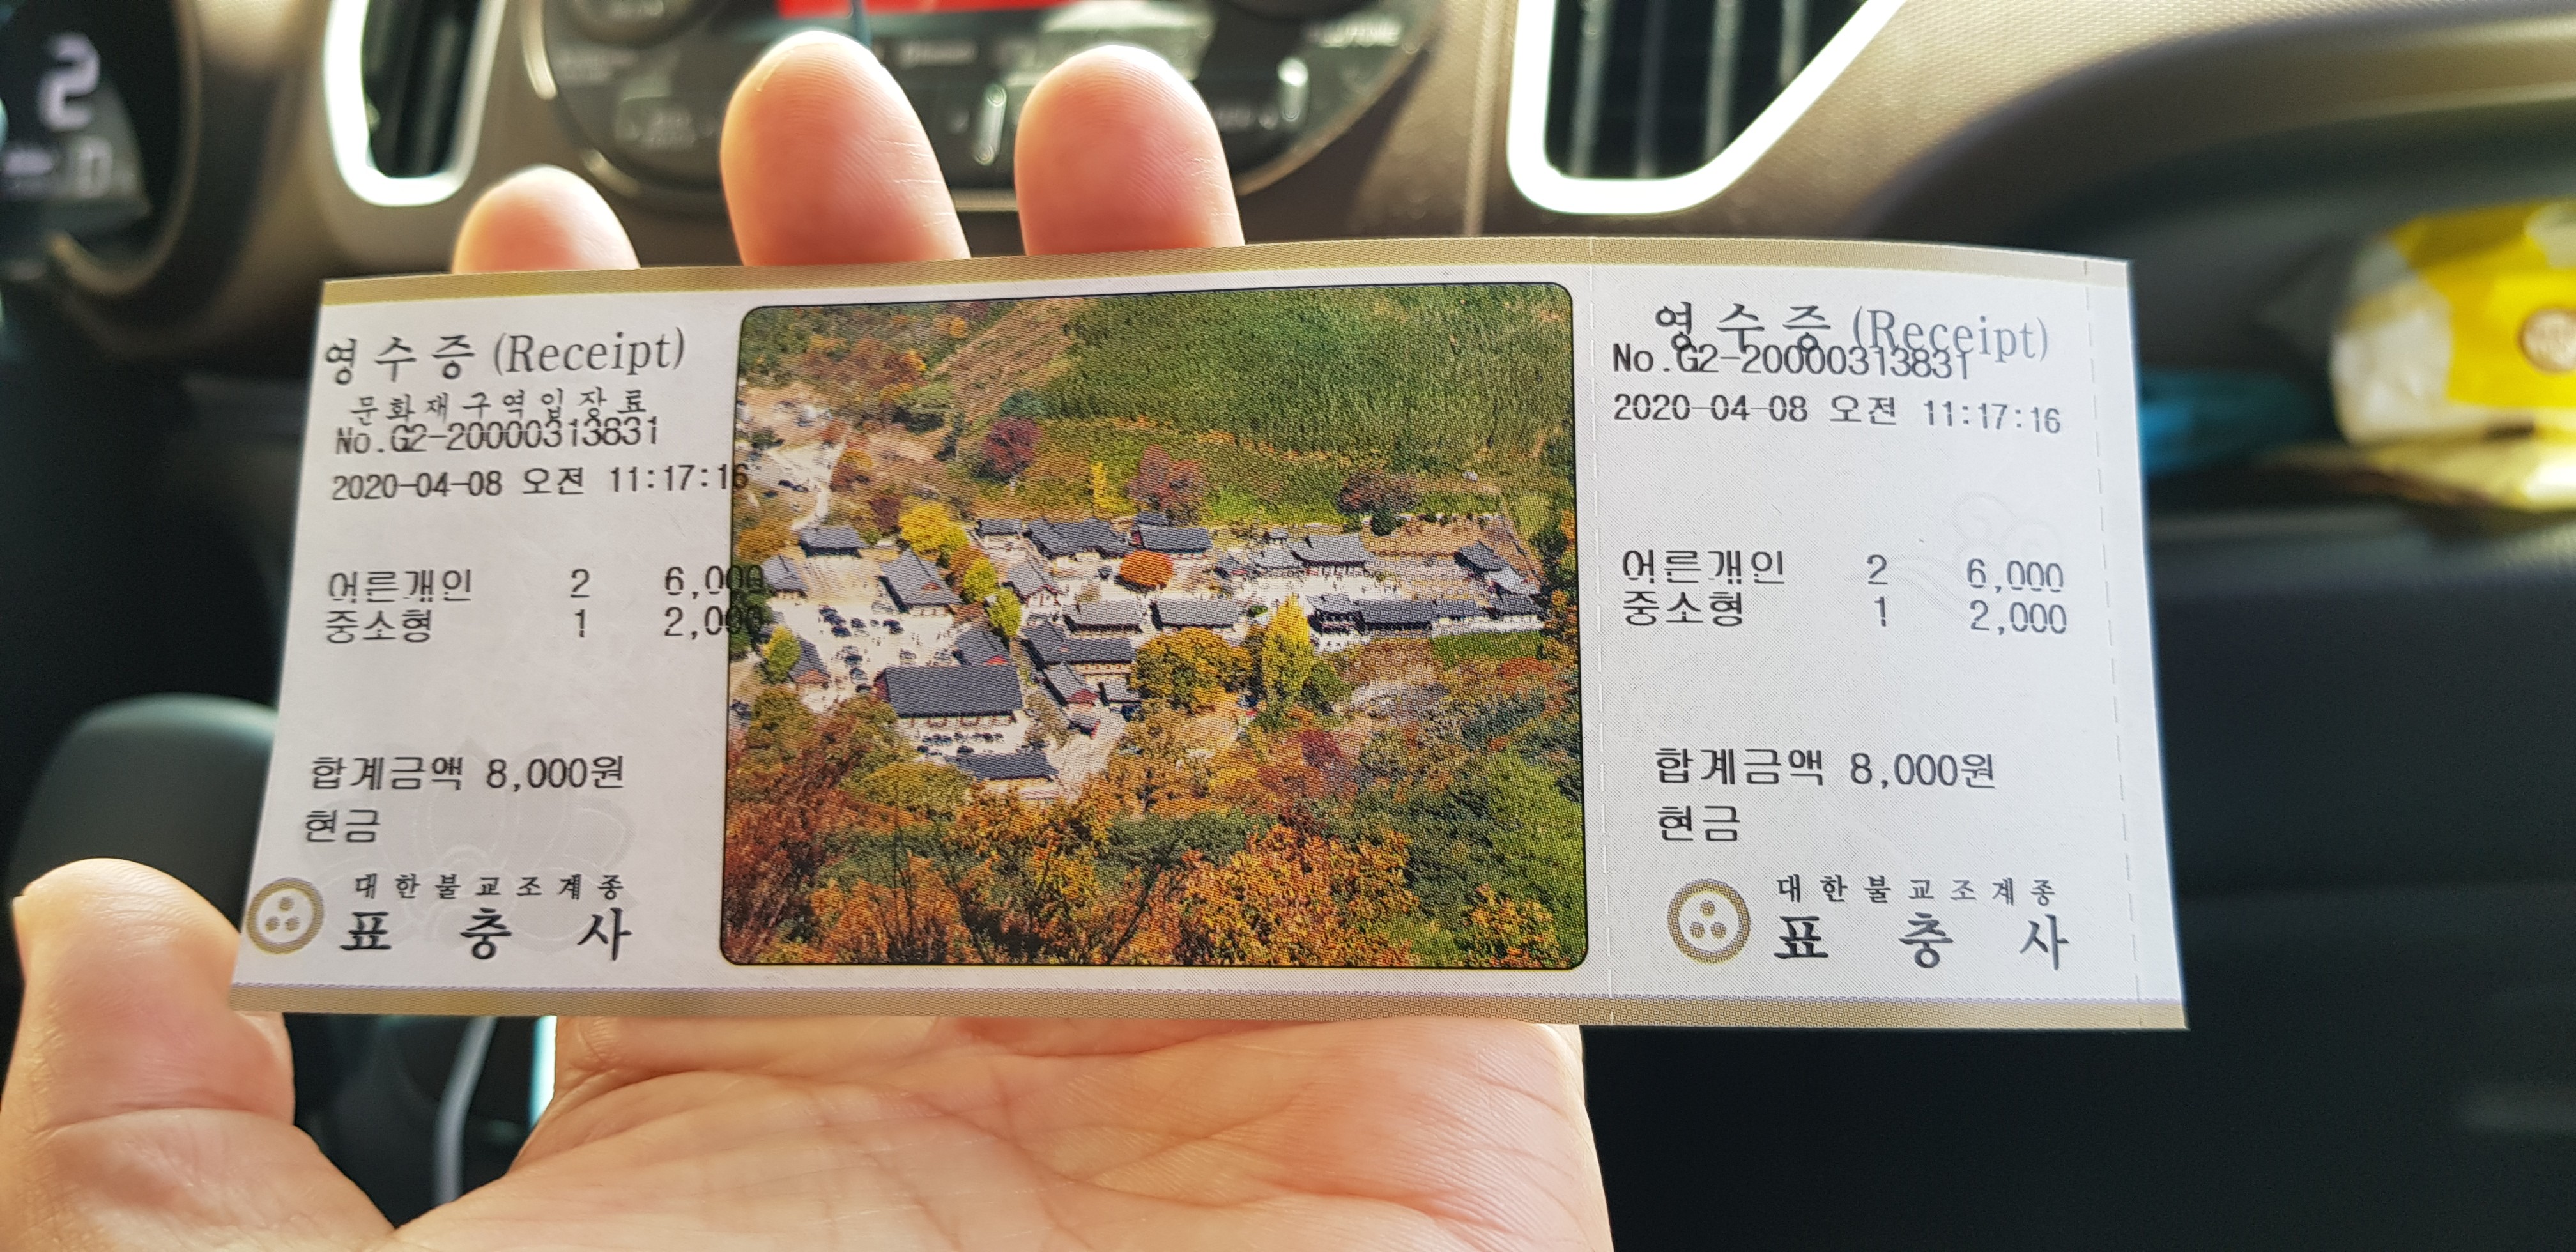 영수증 (Receipt)
문화재구역입장료
No.G2-20000313831
2020-04-08 오전 11:17:16
어른개인 2 6,000
중소형 1 2,000
합계금액 8,000원
현금
대한불교조계종
표충사
영수증 (Receipt)
No.G2-20000313831
2020-04-08 오전 11:17:16
어른개인 2 6,000
중소형 1 2,000
합계금액 8,000원
현금
대한불교조계종
표충사
2